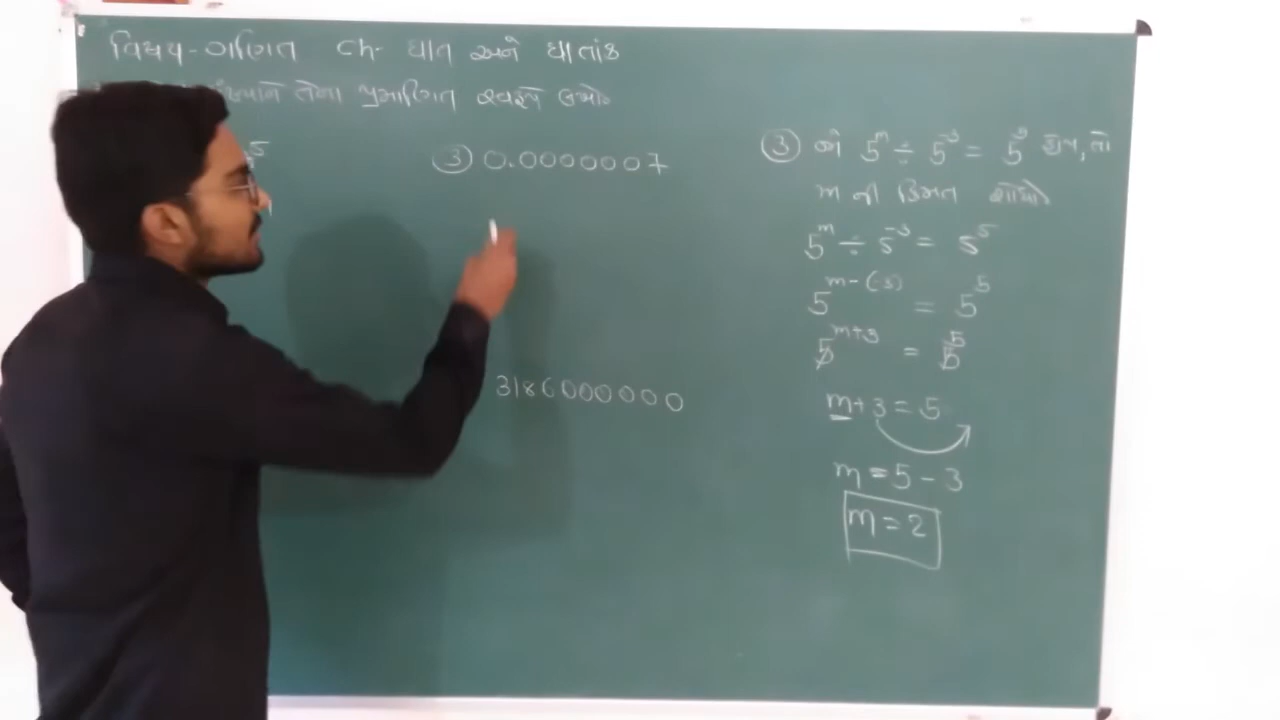 વિષય-ગણિત Ch- ઘાત અને ઘાતાંક
તેના પ્રમાણિત સ્વરૂપે લખો
5
③ 0.0000007
3186000000
③ જો 5^m ÷ 5^-3 = 5^5 હોય, તો
m ની કિંમત શોધો
5^m ÷ 5^-3 = 5^5
5^m-(-3) = 5^5
5^m+3 = 5^5
m+3=5
m=5-3
m=2